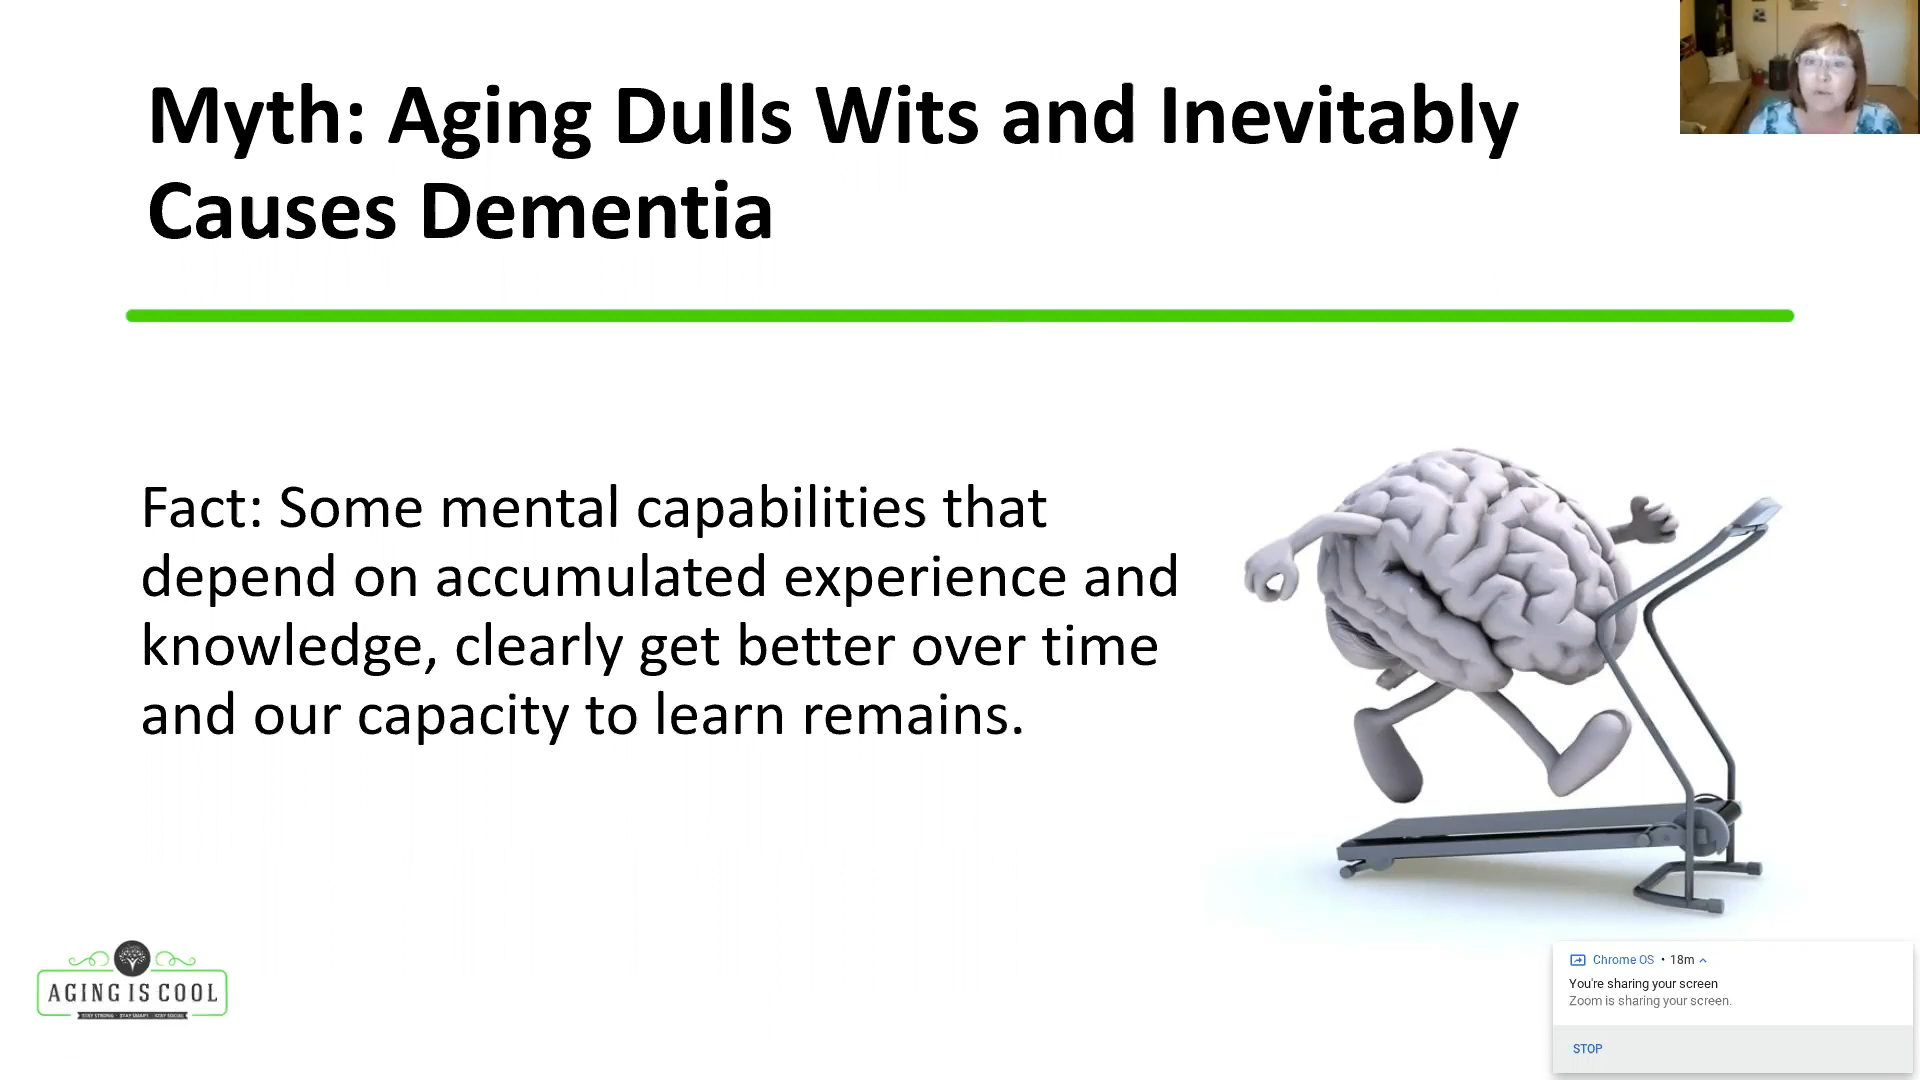 Myth: Aging Dulls Wits and Inevitably
Causes Dementia
Fact: Some mental capabilities that
depend on accumulated experience and
knowledge, clearly get better over time
and our capacity to learn remains.
AGING IS COOL
STAY STRONG · STAY SMART · STAY SOCIAL
Chrome OS • 18m
You're sharing your screen
Zoom is sharing your screen.
STOP